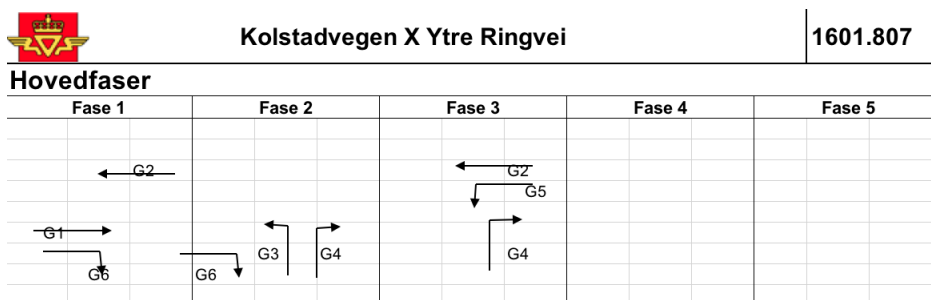 Kolstadvegen X Ytre Ringvei 1601.807
Hovedfaser
Fase 1 Fase 2 Fase 3 Fase 4 Fase 5
G2 G2
G5
G1
G3 G4 G4
G6 G6